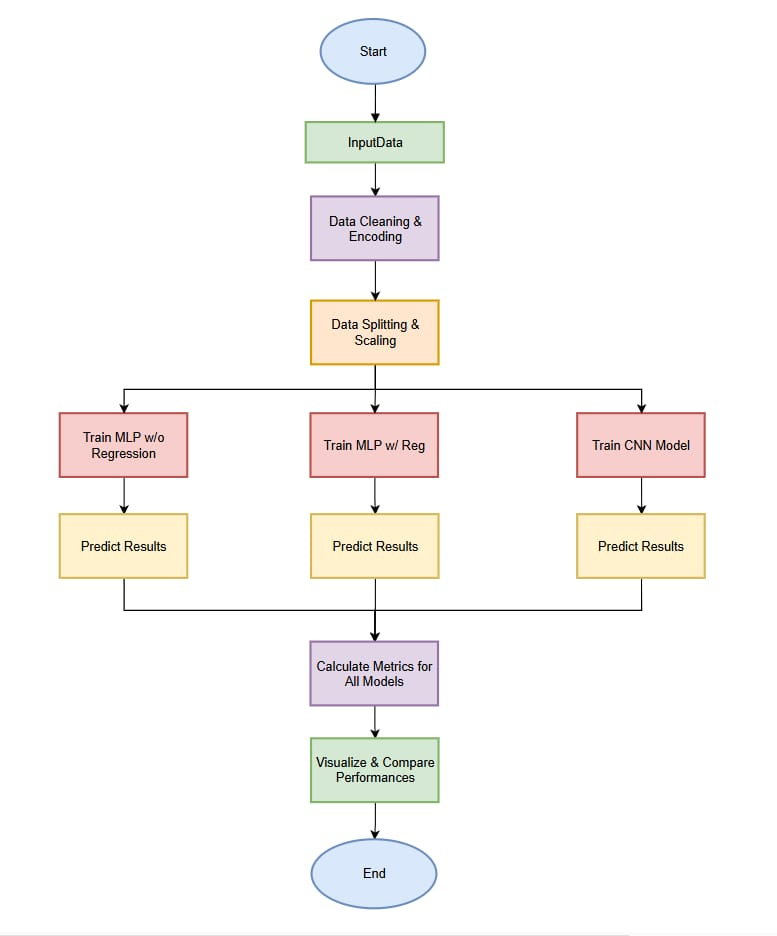 Start
InputData
Data Cleaning &
Encoding
Data Splitting &
Scaling
Train MLP w/o
Regression
Train MLP w/ Reg
Train CNN Model
Predict Results
Predict Results
Predict Results
Calculate Metrics for
All Models
Visualize & Compare
Performances
End